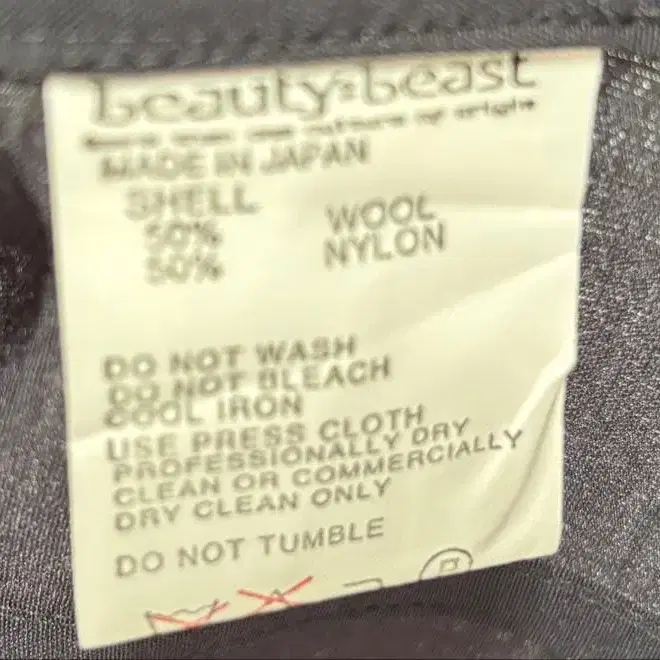 beauty:beast
MADE IN JAPAN
SHELL
50% WOOL
50% NYLON
DO NOT WASH
DO NOT BLEACH
COOL IRON
USE PRESS CLOTH
PROFESSIONALLY DRY
CLEAN OR COMMERCIALLY
DRY CLEAN ONLY
DO NOT TUMBLE